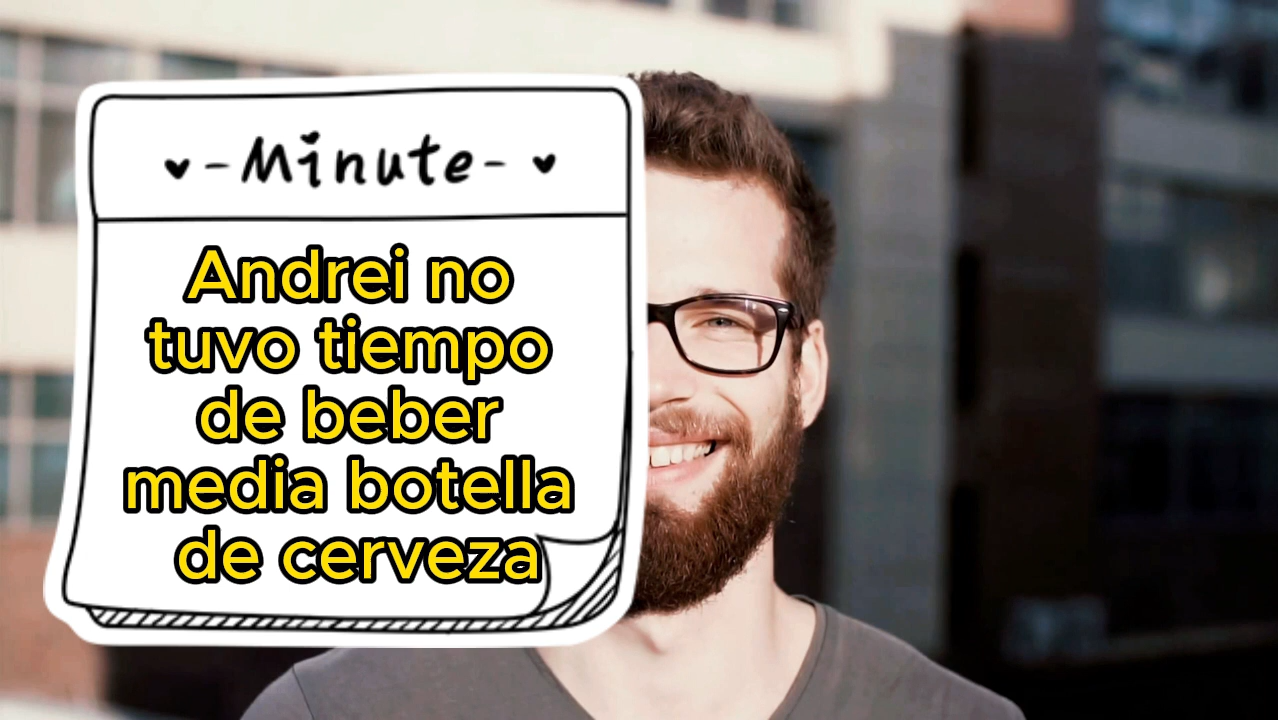 -Minute-
Andrei no
tuvo tiempo
de beber
media botella
de cerveza